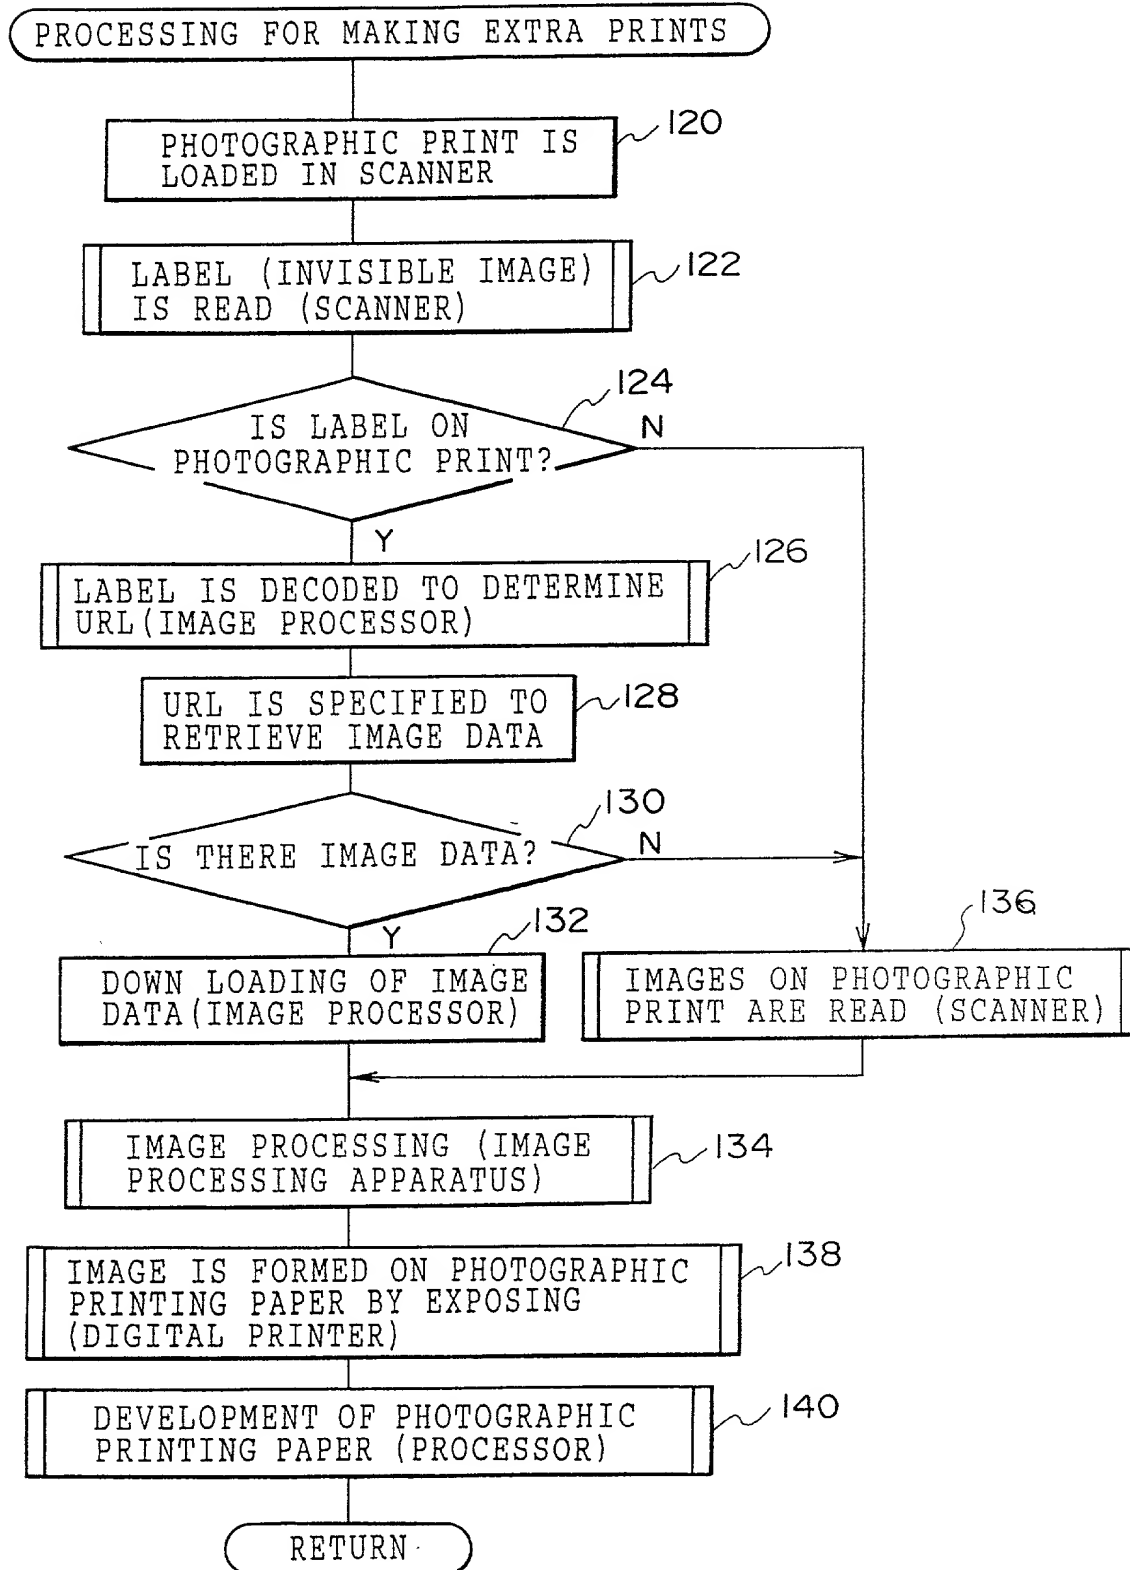 PROCESSING FOR MAKING EXTRA PRINTS
120
PHOTOGRAPHIC PRINT IS
LOADED IN SCANNER
122
LABEL (INVISIBLE IMAGE)
IS READ (SCANNER)
124
IS LABEL ON
PHOTOGRAPHIC PRINT?
N
Y
126
LABEL IS DECODED TO DETERMINE
URL(IMAGE PROCESSOR)
128
URL IS SPECIFIED TO
RETRIEVE IMAGE DATA
130
IS THERE IMAGE DATA?
N
Y
132
DOWN LOADING OF IMAGE
DATA(IMAGE PROCESSOR)
136
IMAGES ON PHOTOGRAPHIC
PRINT ARE READ (SCANNER)
IMAGE PROCESSING (IMAGE
PROCESSING APPARATUS)
134
138
IMAGE IS FORMED ON PHOTOGRAPHIC
PRINTING PAPER BY EXPOSING
(DIGITAL PRINTER)
140
DEVELOPMENT OF PHOTOGRAPHIC
PRINTING PAPER (PROCESSOR)
RETURN